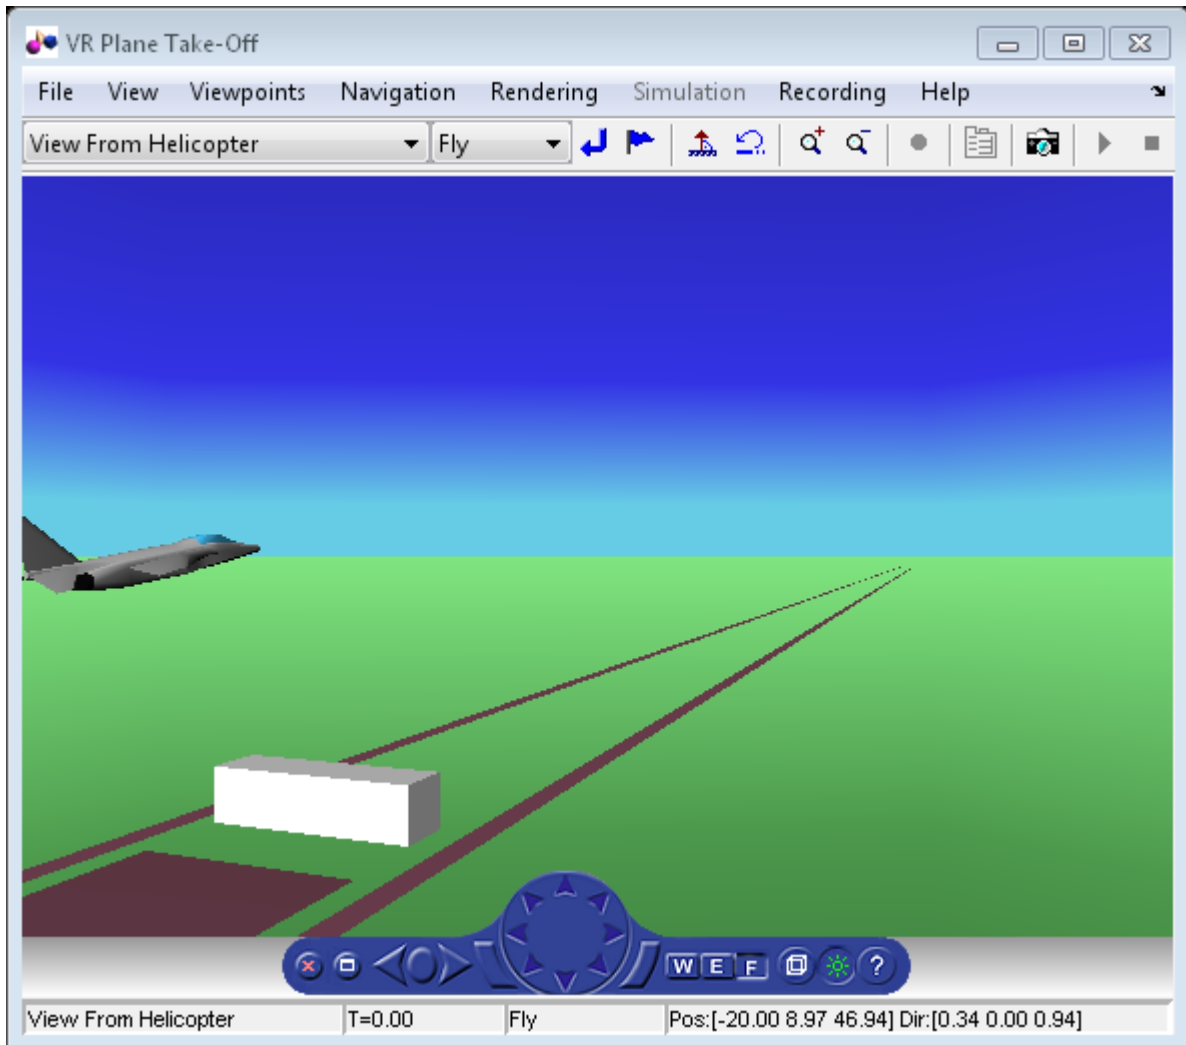 VR Plane Take-Off
File View Viewpoints Navigation Rendering Simulation Recording Help
View From Helicopter Fly
W E F ?
View From Helicopter T=0.00 Fly Pos:[-20.00 8.97 46.94] Dir:[0.34 0.00 0.94]